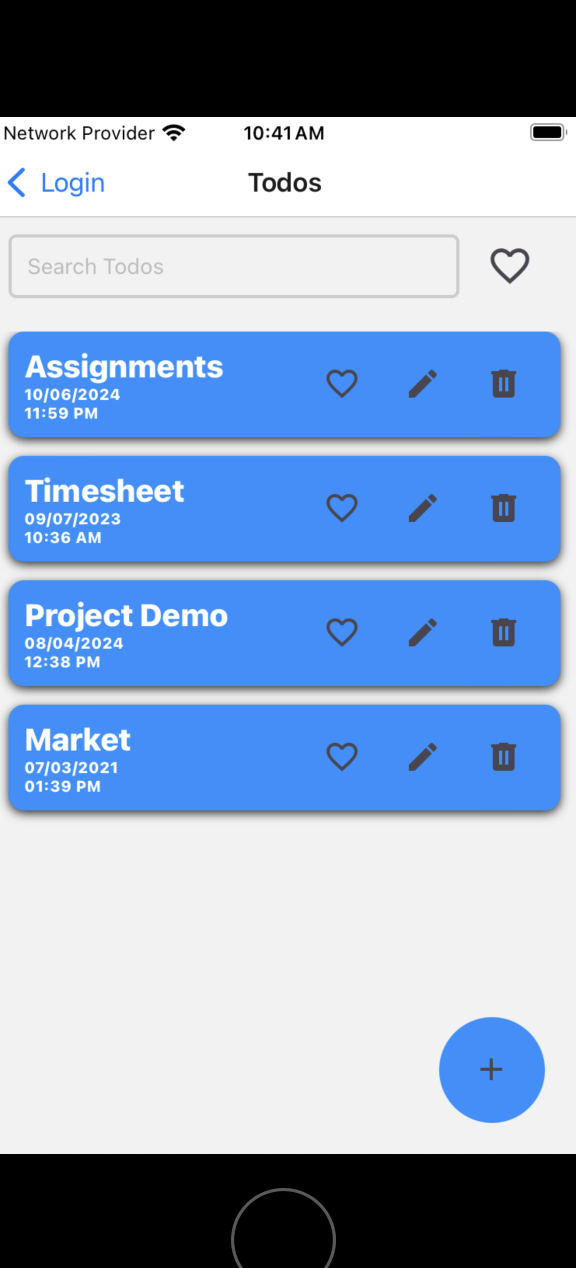 Network Provider 10:41 AM
Login Todos
Search Todos
Assignments
10/06/2024
11:59 PM
Timesheet
09/07/2023
10:36 AM
Project Demo
08/04/2024
12:38 PM
Market
07/03/2021
01:39 PM
+